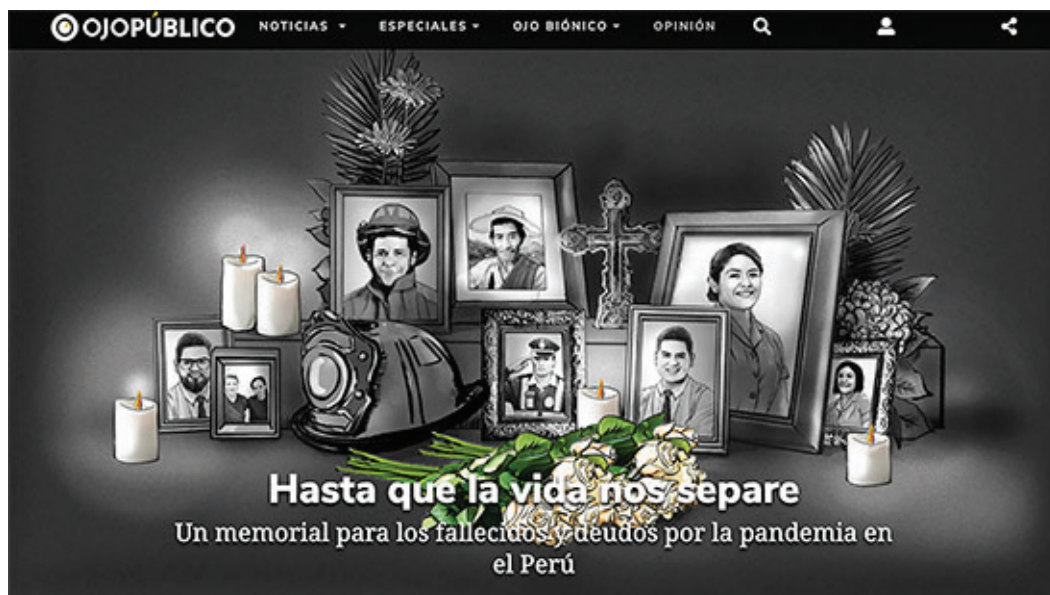 OJOPÚBLICO NOTICIAS ESPECIALES OJO BIÓNICO OPINIÓN
Hasta que la vida nos separe
Un memorial para los fallecidos y deudos por la pandemia en
el Perú